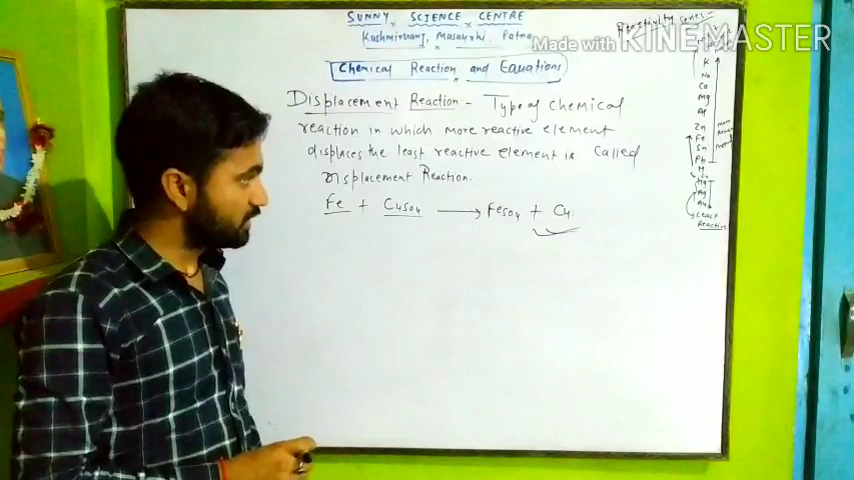 SUNNY SCIENCE CENTRE
Kashmirganj, Masaurhi, Patna
Made with KINEMASTER
Reactivity series -
Chemical Reaction and Equations
Displacement Reaction - Type of Chemical
reaction in which more reactive element
displaces the least reactive element is Called
Displacement Reaction.
Fe + CuSO4 → FeSO4 + Cu
K
Na
Ca
Mg
Al
Zn
Fe
Sn
Pb
H
Cu
Hg
Ag
Au
Least
Reactive